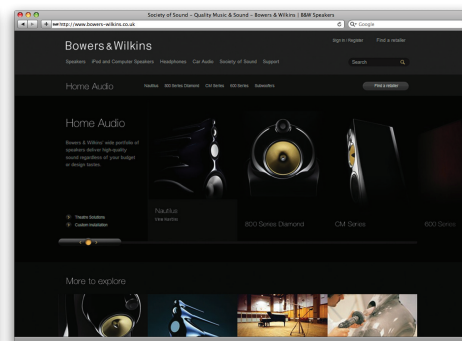 Society of Sound – Quality Music & Sound – Bowers & Wilkins | B&W Speakers
http://www.bowers-wilkins.co.uk
Google
Bowers & Wilkins
Sign in / Register
Find a retailer
Speakers iPod and Computer Speakers Headphones Car Audio Society of Sound Support
Search
Home Audio
Nautilus 800 Series Diamond CM Series 600 Series Subwoofers
Find a retailer
Home Audio
Bowers & Wilkins' wide portfolio of
speakers deliver high-quality
sound regardless of your budget
or design tastes
Theatre Solutions
Custom Installation
Nautilus
800 Series Diamond
CM Series
600 Series
More to explore